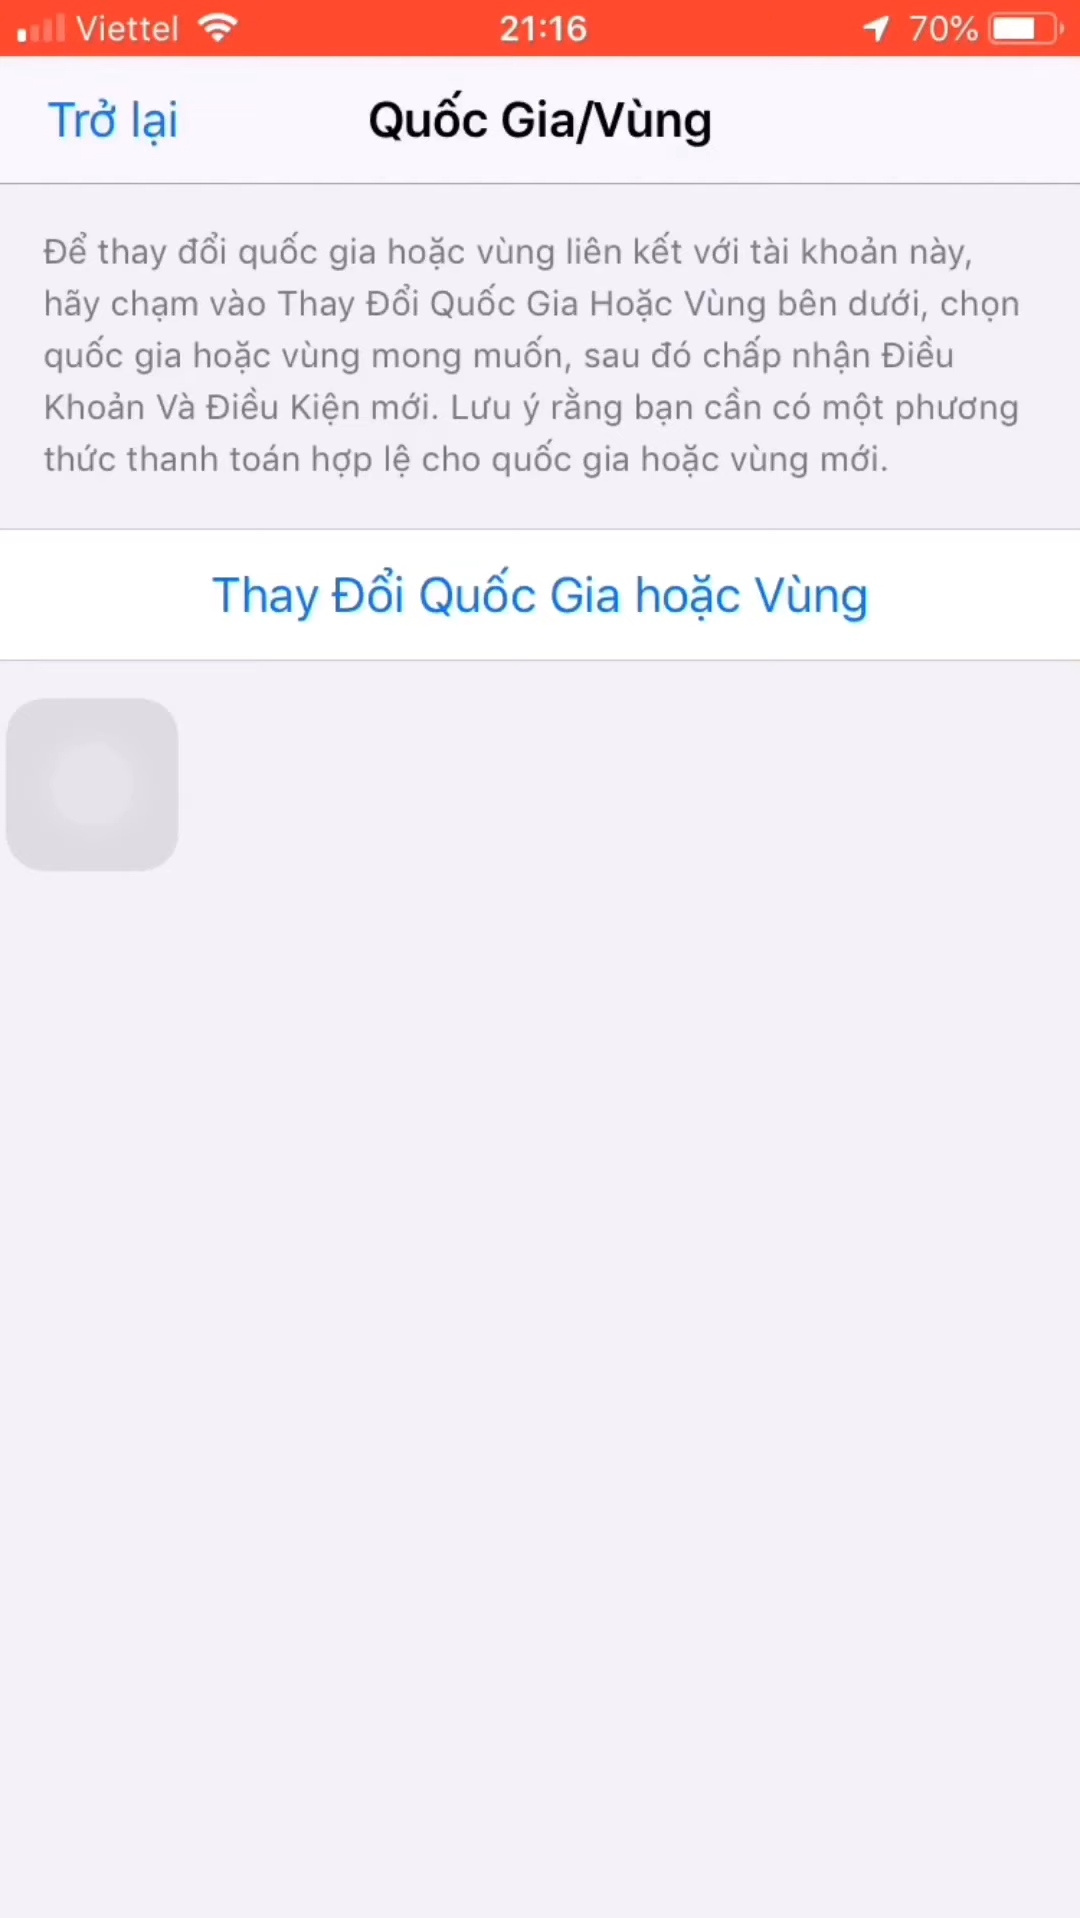 Viettel 21:16 70%
Trở lại Quốc Gia/Vùng
Để thay đổi quốc gia hoặc vùng liên kết với tài khoản này,
hãy chạm vào Thay Đổi Quốc Gia Hoặc Vùng bên dưới, chọn
quốc gia hoặc vùng mong muốn, sau đó chấp nhận Điều
Khoản Và Điều Kiện mới. Lưu ý rằng bạn cần có một phương
thức thanh toán hợp lệ cho quốc gia hoặc vùng mới.
Thay Đổi Quốc Gia hoặc Vùng